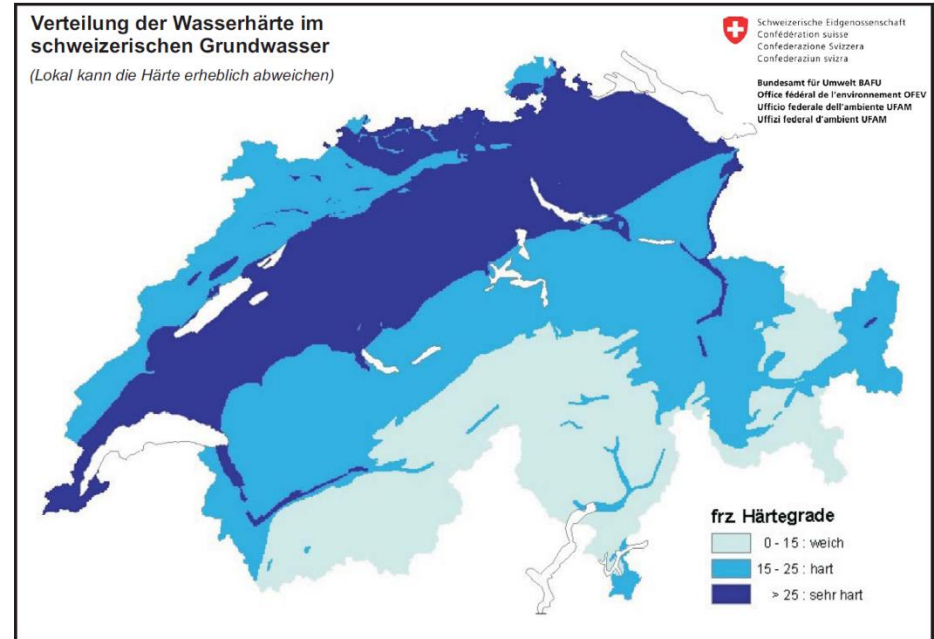 Verteilung der Wasserhärte im
schweizerischen Grundwasser
(Lokal kann die Härte erheblich abweichen)
Schweizerische Eidgenossenschaft
Confédération suisse
Confederazione Svizzera
Confederaziun svizra
Bundesamt für Umwelt BAFU
Office fédéral de l'environnement OFEV
Ufficio federale dell'ambiente UFAM
Uffizi federal d'ambient UFAM
frz. Härtegrade
0 - 15 : weich
15 - 25 : hart
> 25 : sehr hart